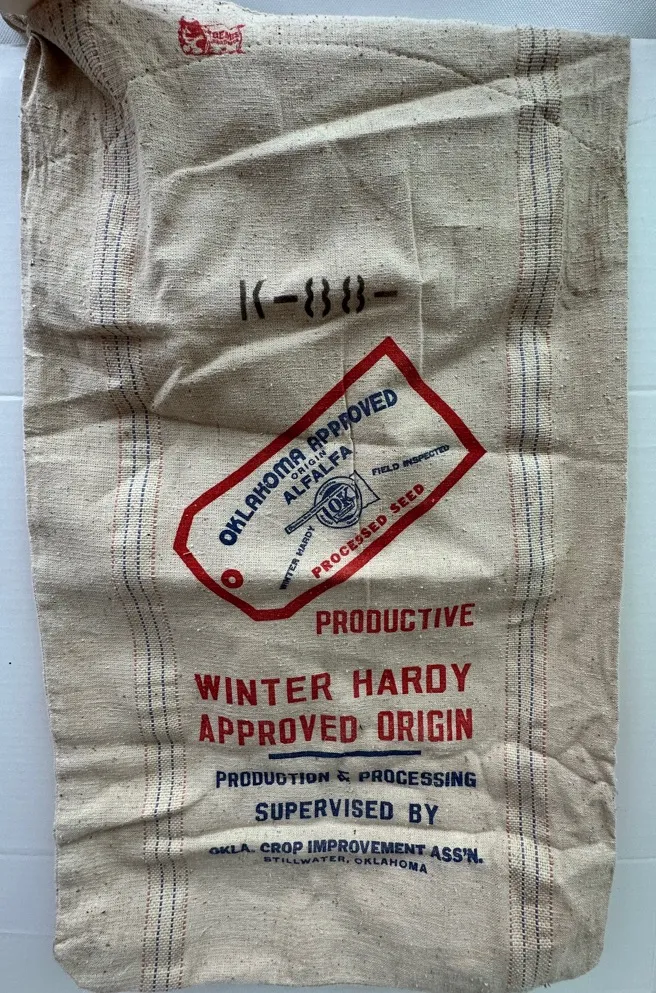 BEMIS
K-88-
OKLAHOMA APPROVED
ORIGIN
ALFALFA
FIELD INSPECTED
OK
WINTER HARDY
PROCESSED SEED
PRODUCTIVE
WINTER HARDY
APPROVED ORIGIN
PRODUCTION & PROCESSING
SUPERVISED BY
OKLA. CROP IMPROVEMENT ASS'N.
STILLWATER, OKLAHOMA